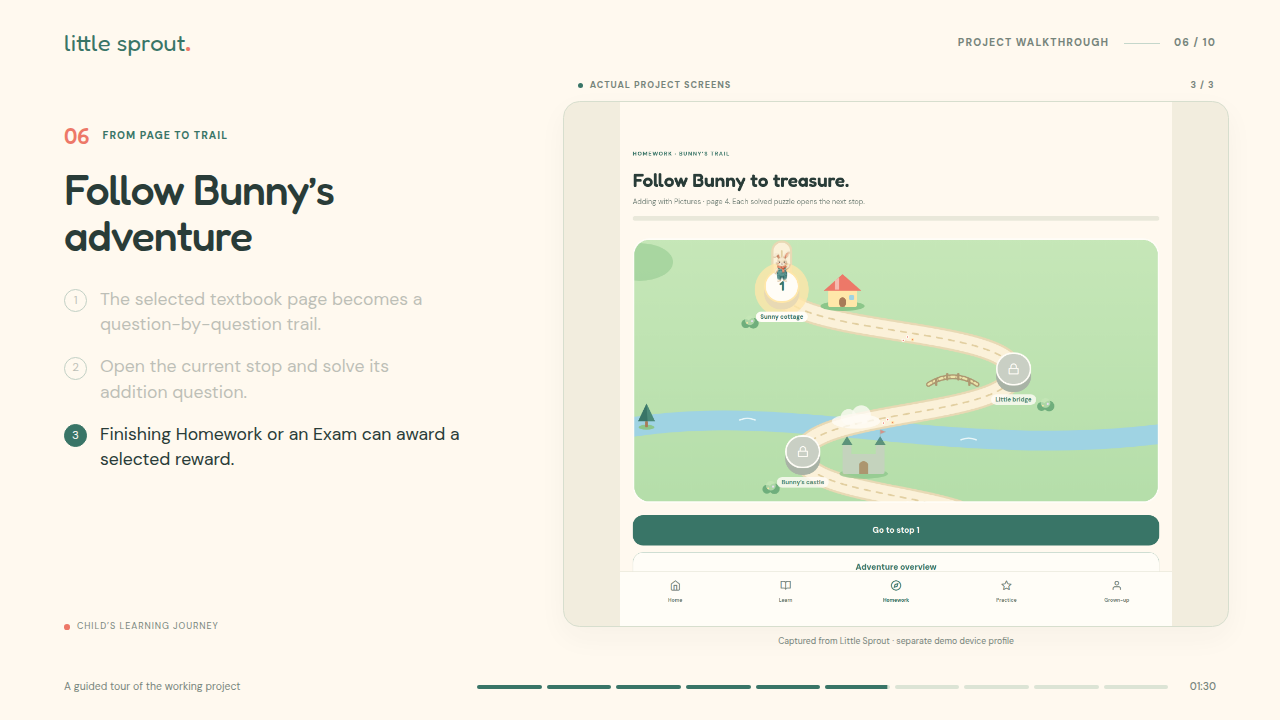 little sprout.
PROJECT WALKTHROUGH
06 / 10
ACTUAL PROJECT SCREENS
3 / 3
06 FROM PAGE TO TRAIL
Follow Bunny’s
adventure
1 The selected textbook page becomes a
question-by-question trail.
2 Open the current stop and solve its
addition question.
3 Finishing Homework or an Exam can award a
selected reward.
CHILD'S LEARNING JOURNEY
HOMEWORK · BUNNY'S TRAIL
Follow Bunny to treasure.
Adding with Pictures · page 4. Each solved puzzle opens the next stop.
1
Sunny cottage
Little bridge
Bunny's castle
Go to stop 1
Adventure overview
Home
Learn
Homework
Practice
Grown-up
Captured from Little Sprout · separate demo device profile
A guided tour of the working project
01:30